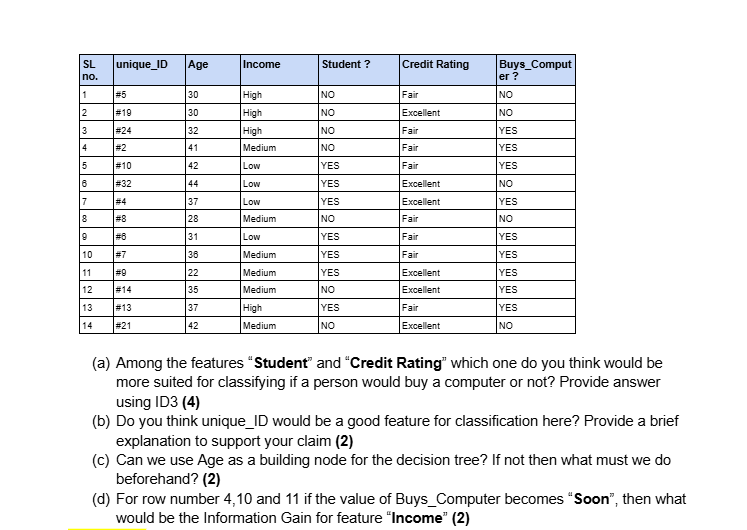 SL no. unique_ID Age Income Student ? Credit Rating Buys_Computer ?
1 #5 30 High NO Fair NO
2 #19 30 High NO Excellent NO
3 #24 32 High NO Fair YES
4 #2 41 Medium NO Fair YES
5 #10 42 Low YES Fair YES
6 #32 44 Low YES Excellent NO
7 #4 37 Low YES Excellent YES
8 #8 28 Medium NO Fair NO
9 #6 31 Low YES Fair YES
10 #7 36 Medium YES Fair YES
11 #9 22 Medium YES Excellent YES
12 #14 35 Medium NO Excellent YES
13 #13 37 High YES Fair YES
14 #21 42 Medium NO Excellent NO
(a) Among the features “Student” and “Credit Rating” which one do you think would be
more suited for classifying if a person would buy a computer or not? Provide answer
using ID3 (4)
(b) Do you think unique_ID would be a good feature for classification here? Provide a brief
explanation to support your claim (2)
(c) Can we use Age as a building node for the decision tree? If not then what must we do
beforehand? (2)
(d) For row number 4,10 and 11 if the value of Buys_Computer becomes “Soon”, then what
would be the Information Gain for feature “Income” (2)